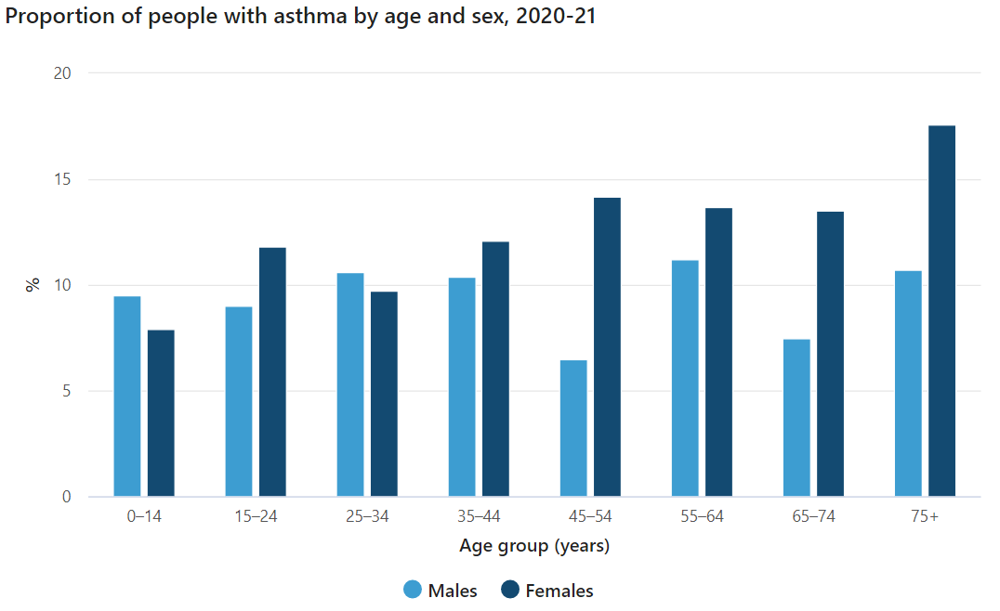 Proportion of people with asthma by age and sex, 2020-21
20
15
10
5
0
%
0–14 15–24 25–34 35–44 45–54 55–64 65–74 75+
Age group (years)
Males Females